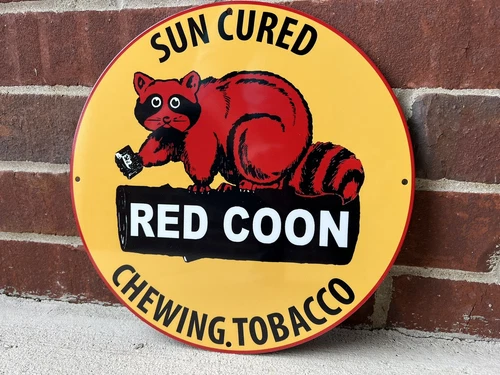 SUN CURED
RED COON
CHEWING.TOBACCO